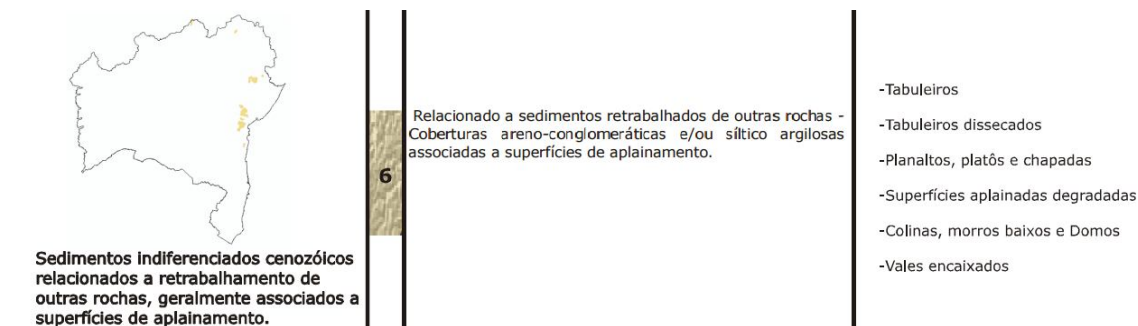 Sedimentos indiferenciados cenozóicos
relacionados a retrabalhamento de
outras rochas, geralmente associados a
superfícies de aplainamento.
6
Relacionado a sedimentos retrabalhados de outras rochas -
Coberturas areno-conglomeráticas e/ou síltico argilosas
associadas a superfícies de aplainamento.
-Tabuleiros
-Tabuleiros dissecados
-Planaltos, platôs e chapadas
-Superfícies aplainadas degradadas
-Colinas, morros baixos e Domos
-Vales encaixados